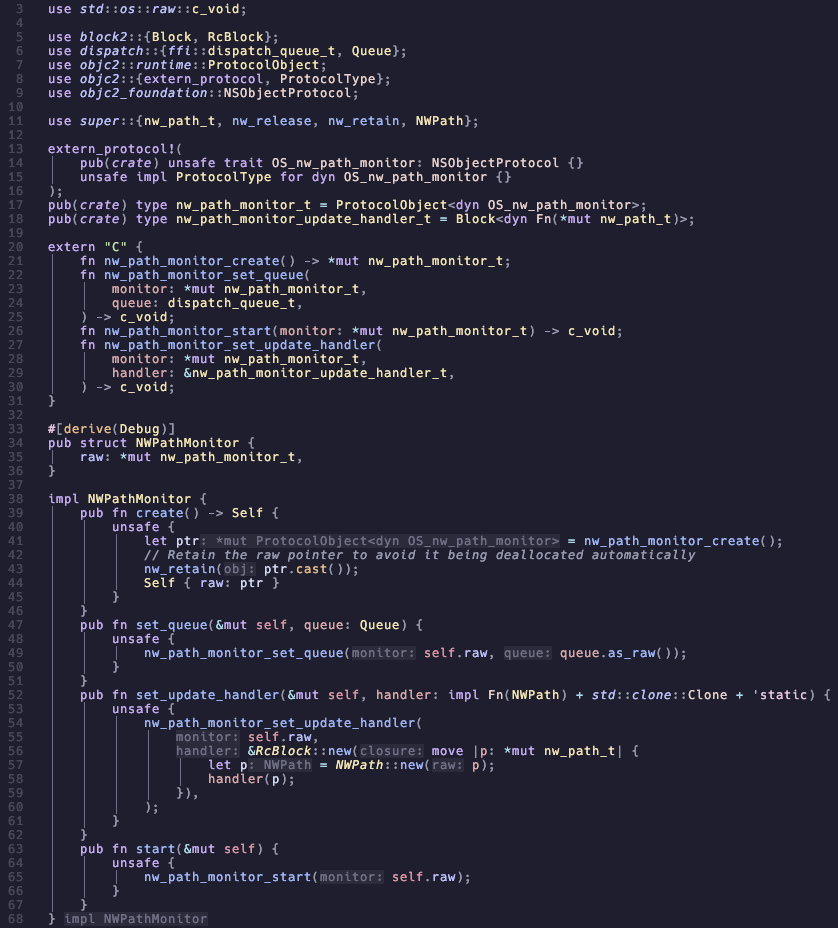 3 use std::os::raw::c_void;
4
5 use block2::{Block, RcBlock};
6 use dispatch::{ffi::dispatch_queue_t, Queue};
7 use objc2::runtime::ProtocolObject;
8 use objc2::{extern_protocol, ProtocolType};
9 use objc2_foundation::NSObjectProtocol;
10
11 use super::{nw_path_t, nw_release, nw_retain, NWPath};
12
13 extern_protocol!(
14     pub(crate) unsafe trait OS_nw_path_monitor: NSObjectProtocol {}
15     unsafe impl ProtocolType for dyn OS_nw_path_monitor {}
16 );
17 pub(crate) type nw_path_monitor_t = ProtocolObject<dyn OS_nw_path_monitor>;
18 pub(crate) type nw_path_monitor_update_handler_t = Block<dyn Fn(*mut nw_path_t)>;
19
20 extern "C" {
21     fn nw_path_monitor_create() -> *mut nw_path_monitor_t;
22     fn nw_path_monitor_set_queue(
23         monitor: *mut nw_path_monitor_t,
24         queue: dispatch_queue_t,
25     ) -> c_void;
26     fn nw_path_monitor_start(monitor: *mut nw_path_monitor_t) -> c_void;
27     fn nw_path_monitor_set_update_handler(
28         monitor: *mut nw_path_monitor_t,
29         handler: &nw_path_monitor_update_handler_t,
30     ) -> c_void;
31 }
32
33 #[derive(Debug)]
34 pub struct NWPathMonitor {
35     raw: *mut nw_path_monitor_t,
36 }
37
38 impl NWPathMonitor {
39     pub fn create() -> Self {
40         unsafe {
41             let ptr: *mut ProtocolObject<dyn OS_nw_path_monitor> = nw_path_monitor_create();
42             // Retain the raw pointer to avoid it being deallocated automatically
43             nw_retain(obj: ptr.cast());
44             Self { raw: ptr }
45         }
46     }
47     pub fn set_queue(&mut self, queue: Queue) {
48         unsafe {
49             nw_path_monitor_set_queue(monitor: self.raw, queue: queue.as_raw());
50         }
51     }
52     pub fn set_update_handler(&mut self, handler: impl Fn(NWPath) + std::clone::Clone + 'static) {
53         unsafe {
54             nw_path_monitor_set_update_handler(
55                 monitor: self.raw,
56                 handler: &RcBlock::new(closure: move |p: *mut nw_path_t| {
57                     let p: NWPath = NWPath::new(raw: p);
58                     handler(p);
59                 }),
60             );
61         }
62     }
63     pub fn start(&mut self) {
64         unsafe {
65             nw_path_monitor_start(monitor: self.raw);
66         }
67     }
68 } impl NWPathMonitor